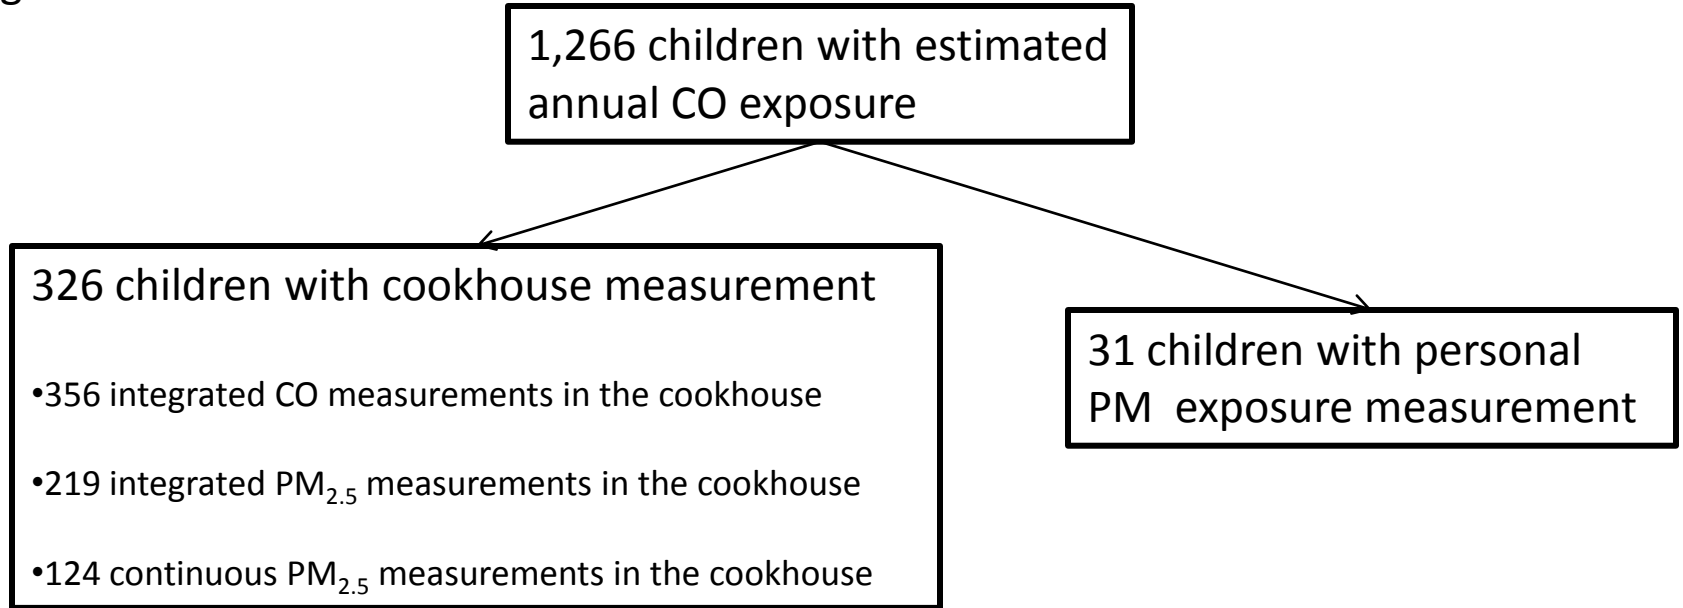 1,266 children with estimated
annual CO exposure
326 children with cookhouse measurement
•356 integrated CO measurements in the cookhouse
•219 integrated PM2.5 measurements in the cookhouse
•124 continuous PM2.5 measurements in the cookhouse
31 children with personal
PM exposure measurement